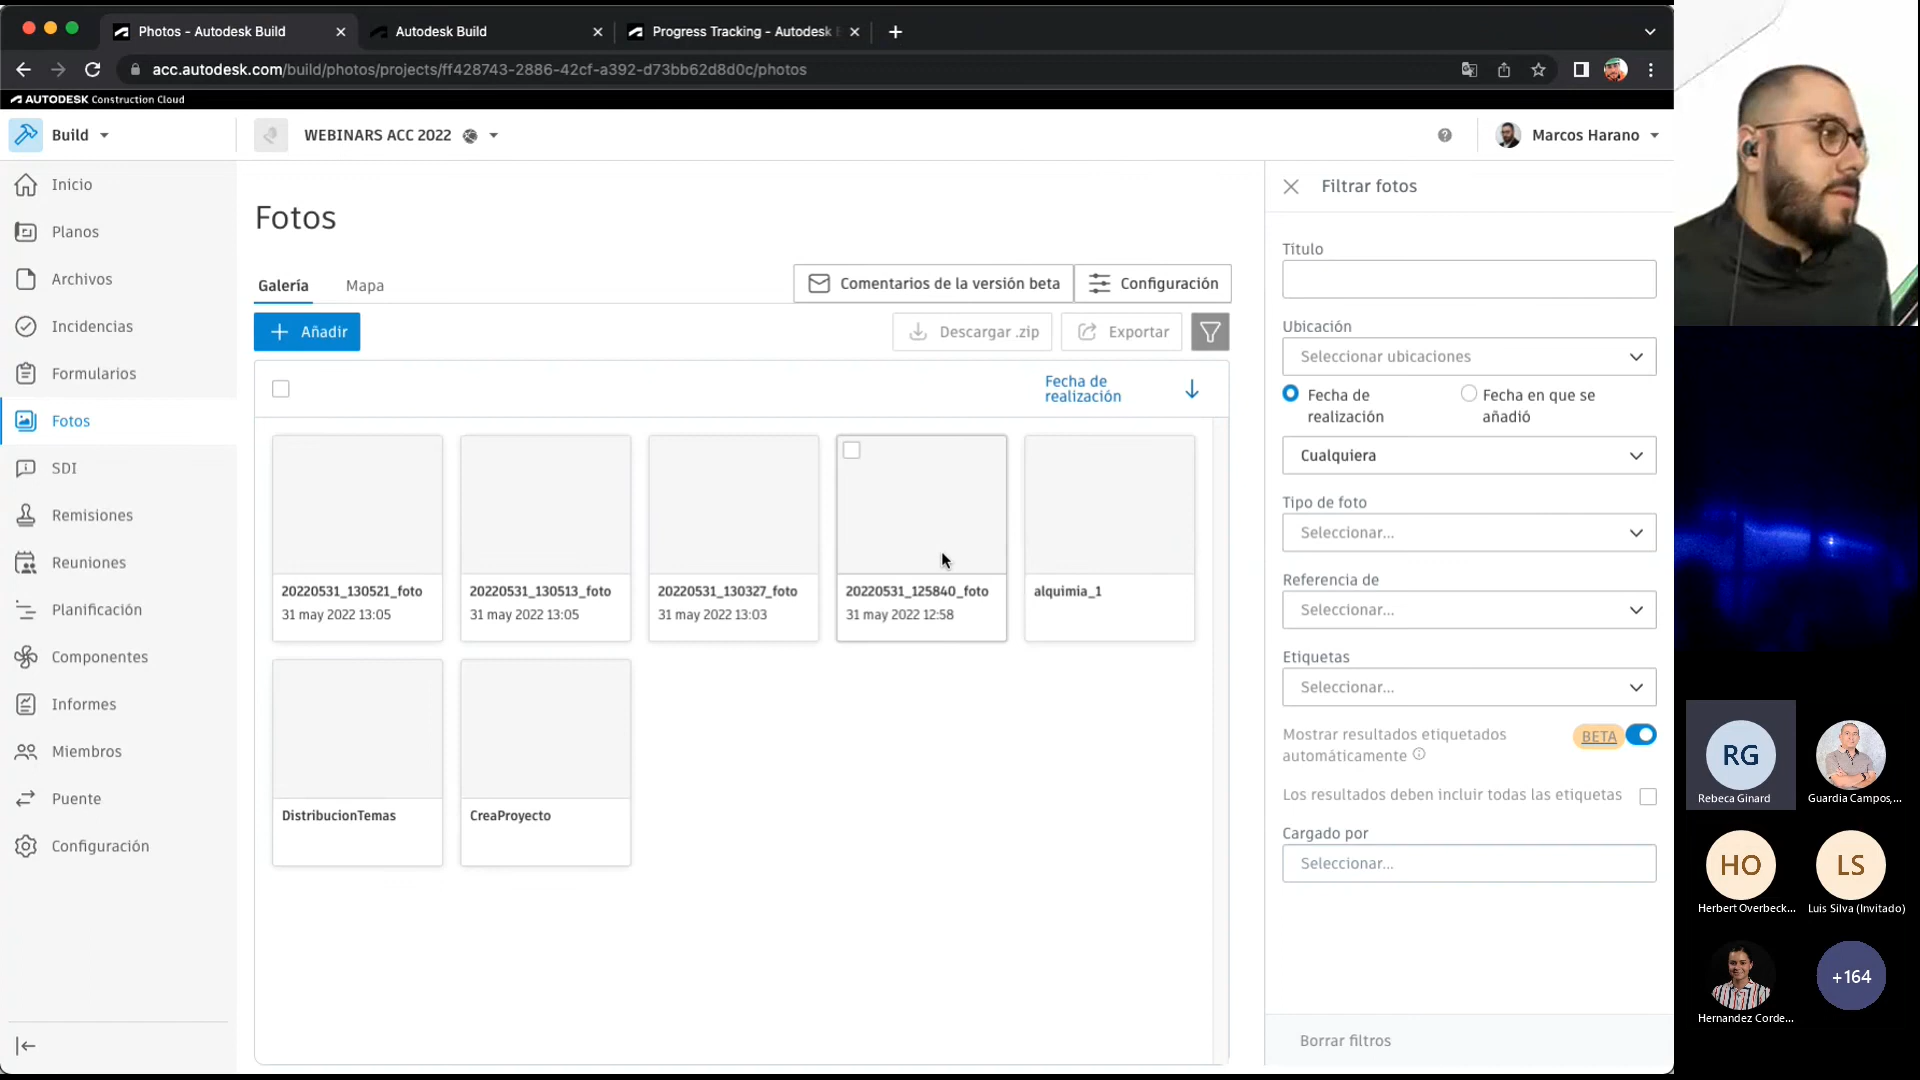 Photos - Autodesk Build
Autodesk Build
Progress Tracking - Autodesk
acc.autodesk.com/build/photos/projects/ff428743-2886-42cf-a392-d73bb62d8d0c/photos
AUTODESK Construction Cloud
Build
WEBINARS ACC 2022
Marcos Harano
Inicio
Planos
Archivos
Incidencias
Formularios
Fotos
SDI
Remisiones
Reuniones
Planificación
Componentes
Informes
Miembros
Puente
Configuración
Fotos
Galería
Mapa
Comentarios de la versión beta
Configuración
Añadir
Descargar .zip
Exportar
Fecha de
realización
20220531_130521_foto
31 may 2022 13:05
20220531_130513_foto
31 may 2022 13:05
20220531_130327_foto
31 may 2022 13:03
20220531_125840_foto
31 may 2022 12:58
alquimia_1
DistribucionTemas
CreaProyecto
Filtrar fotos
Título
Ubicación
Seleccionar ubicaciones
Fecha de
realización
Fecha en que se
añadió
Cualquiera
Tipo de foto
Seleccionar...
Referencia de
Seleccionar...
Etiquetas
Seleccionar...
Mostrar resultados etiquetados
automáticamente
BETA
Los resultados deben incluir todas las etiquetas
Cargado por
Seleccionar...
Borrar filtros
RG
Rebeca Ginard
Guardia Campos,...
HO
Herbert Overbeck...
LS
Luis Silva (Invitado)
Hernandez Corde...
+164